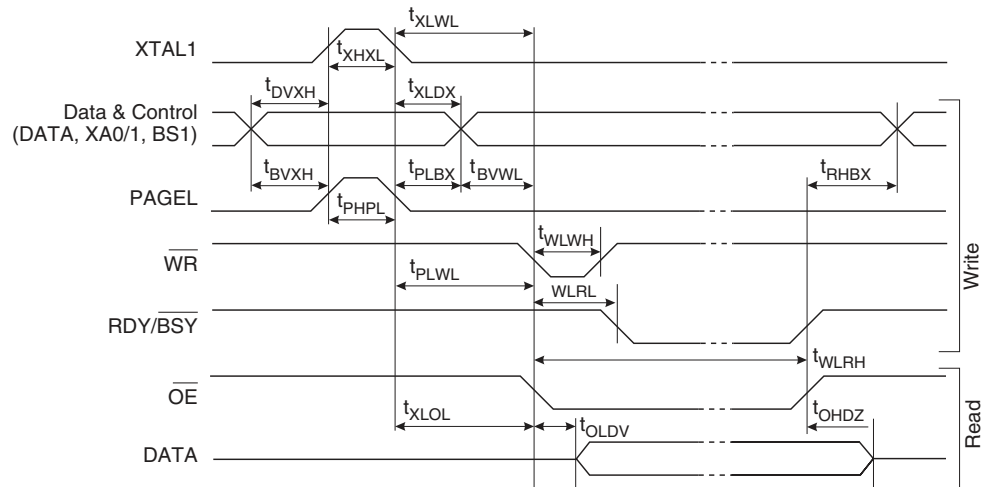 tXLWL
XTAL1
tXHXL
tDVXH
tXLDX
Data & Control
(DATA, XA0/1, BS1)
tBVXH
tPLBX
tBVWL
tRHBX
PAGEL
tPHPL
tWLWH
WR
tPLWL
WLRL
RDY/BSY
tWLRH
OE
tXLOL
tOHDZ
tOLDV
DATA
Write
Read